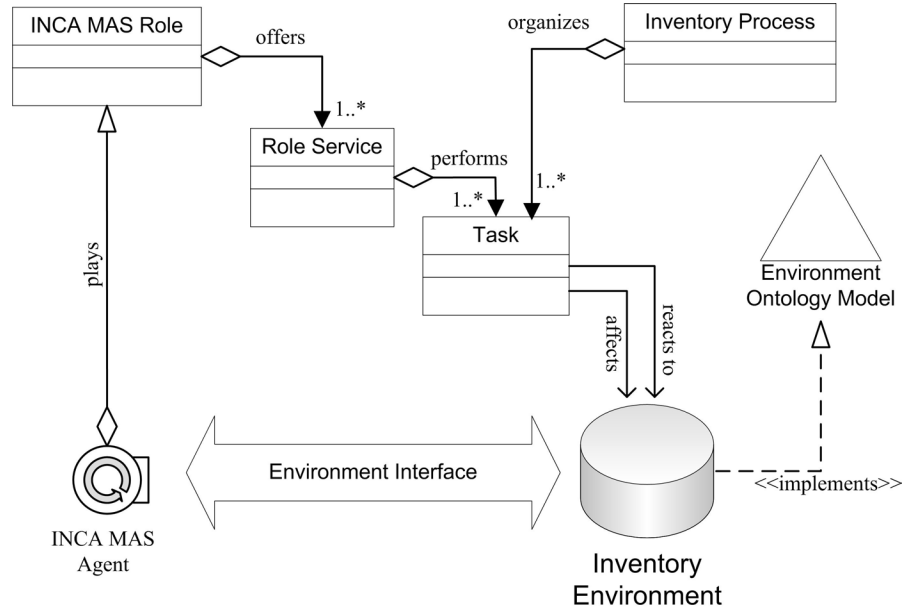 INCA MAS Role
offers
organizes
Inventory Process
1..*
Role Service
performs
1..*
1..*
Task
plays
affects
reacts to
Environment
Ontology Model
Environment Interface
<<implements>>
INCA MAS
Agent
Inventory
Environment